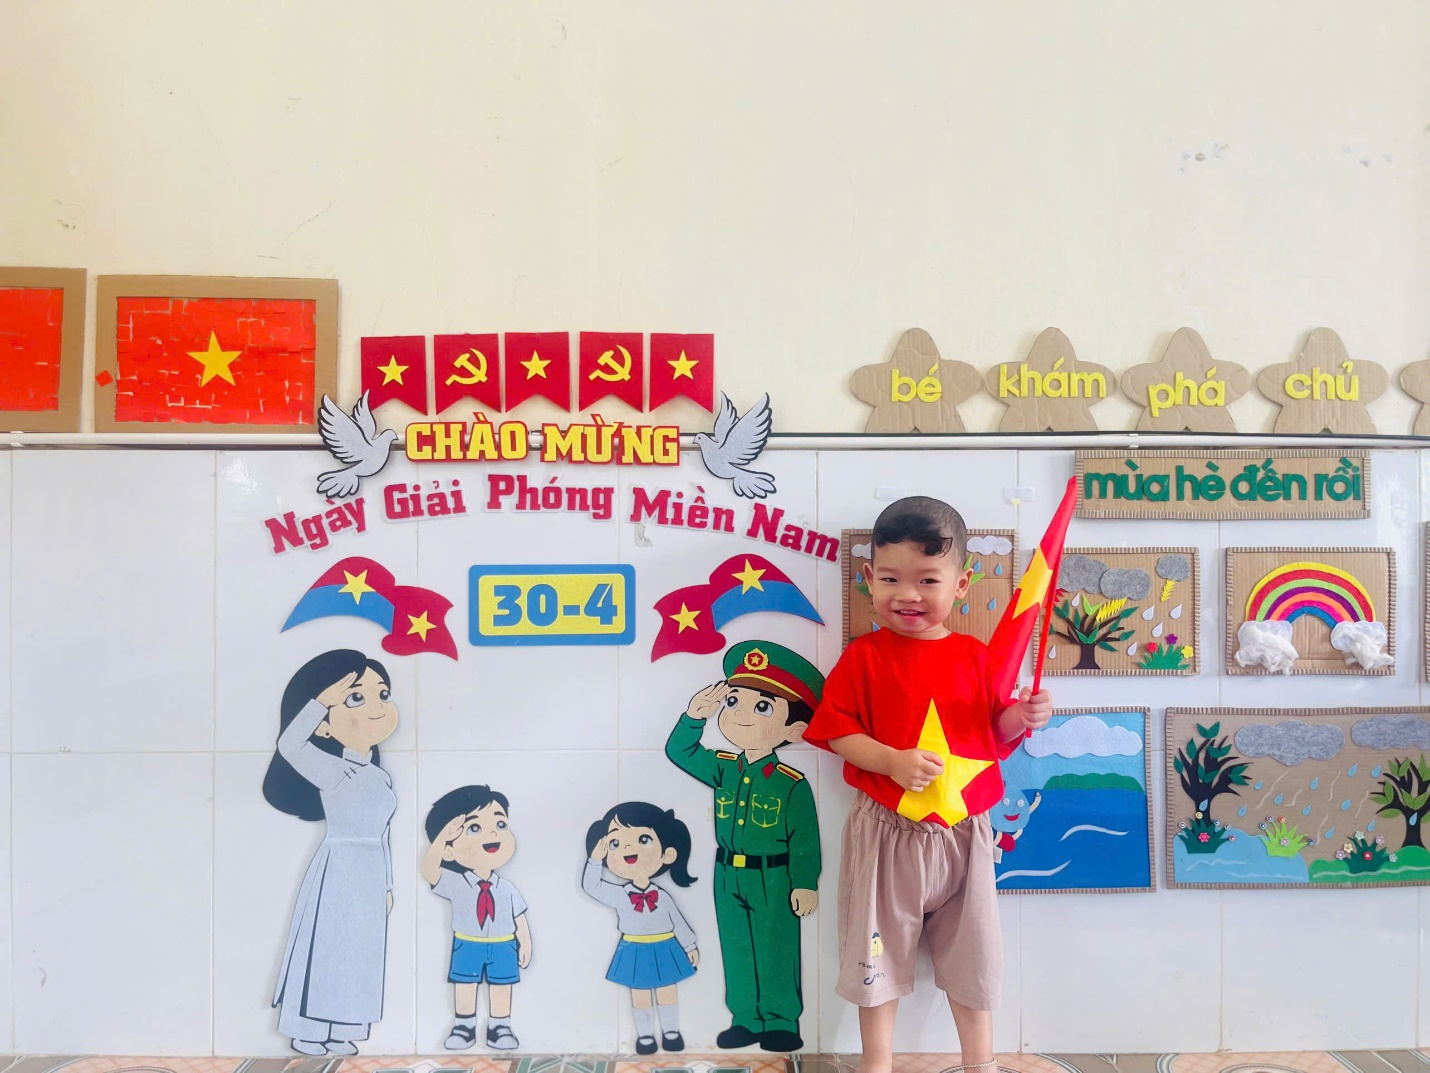 CHÀO MỪNG
Ngày Giải Phóng Miền Nam
30-4
bé khám phá chủ
mùa hè đến rồi